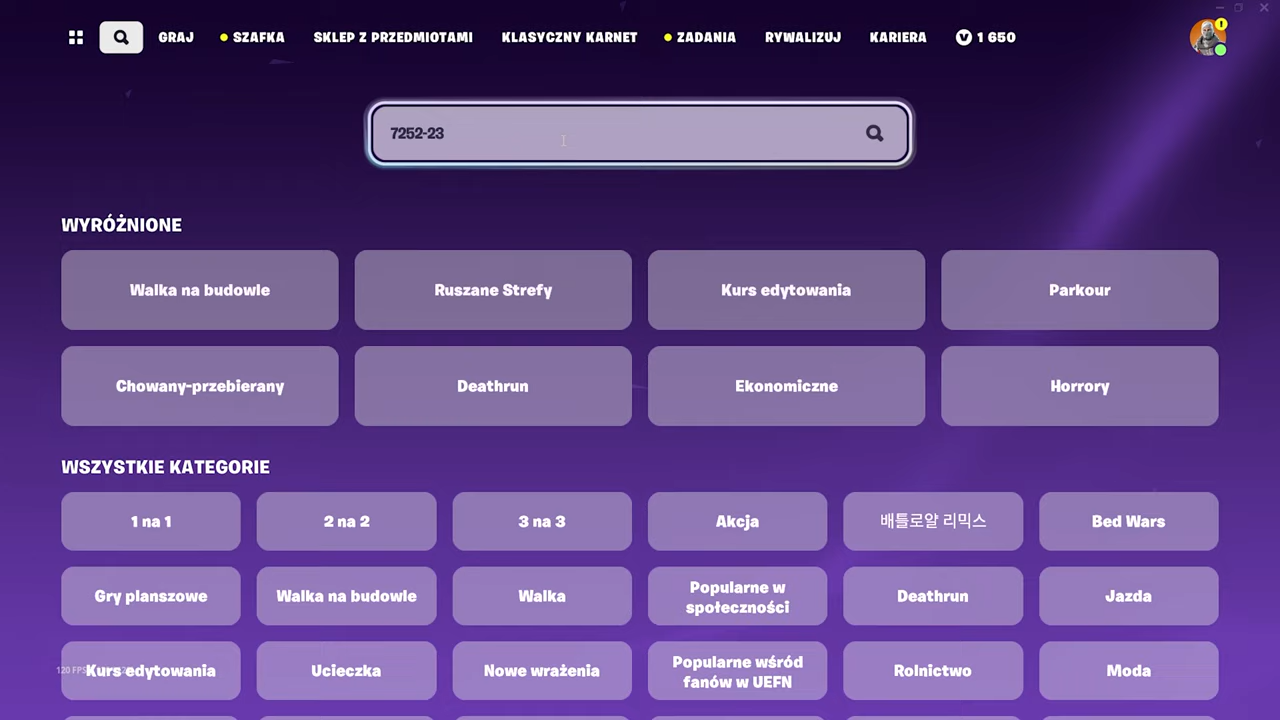 GRAJ SZAFKA SKLEP Z PRZEDMIOTAMI KLASYCZNY KARNET ZADANIA RYWALIZUJ KARIERA V 1 650
7252-23
WYRÓŻNIONE
Walka na budowle Ruszane Strefy Kurs edytowania Parkour
Chowany-przebierany Deathrun Ekonomiczne Horrory
WSZYSTKIE KATEGORIE
1 na 1 2 na 2 3 na 3 Akcja 배틀로얄 리믹스 Bed Wars
Gry planszowe Walka na budowle Walka Popularne w społeczności Deathrun Jazda
120 FPS Kurs edytowania Ucieczka Nowe wrażenia Popularne wśród fanów w UEFN Rolnictwo Moda